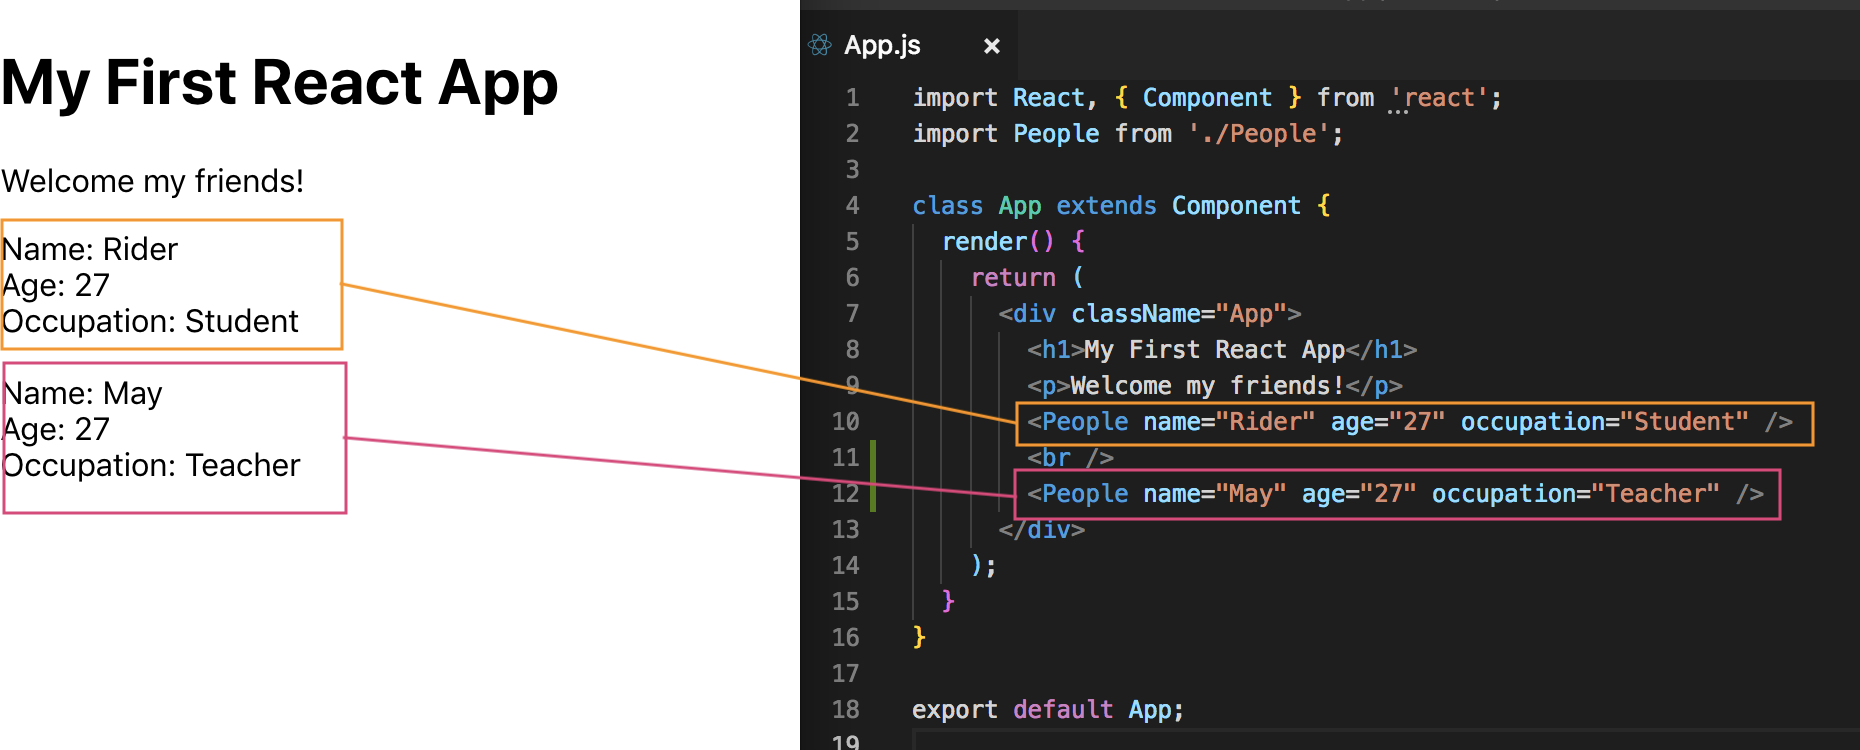 My First React App
Welcome my friends!
Name: Rider
Age: 27
Occupation: Student
Name: May
Age: 27
Occupation: Teacher
App.js ×
1 import React, { Component } from 'react';
2 import People from './People';
3
4 class App extends Component {
5 render() {
6 return (
7 <div className="App">
8 <h1>My First React App</h1>
9 <p>Welcome my friends!</p>
10 <People name="Rider" age="27" occupation="Student" />
11 <br />
12 <People name="May" age="27" occupation="Teacher" />
13 </div>
14 );
15 }
16 }
17
18 export default App;
19